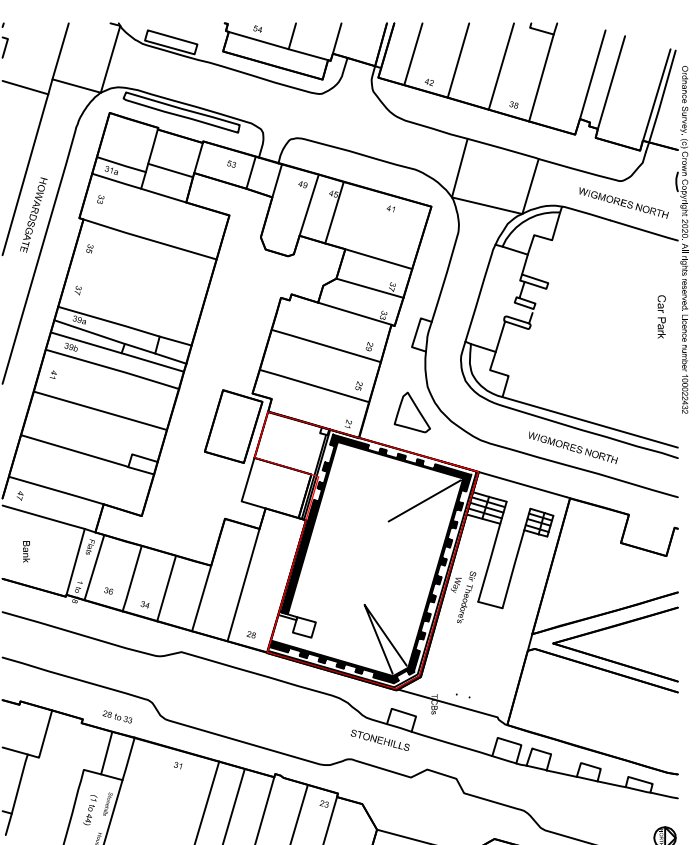 54
42
38
WIGMORES NORTH
Ordnance Survey, (c) Crown Copyright 2020. All rights reserved. Licence number 100022432
Car Park
53
31a
49
45
41
33
HOWARDSGATE
35
37
37
33
39a
39b
29
41
25
21
WIGMORES NORTH
47
Bank
Flats
1 to
36
34
28
Sir Theodore's
Way
TCBs
STONEHILLS
28 to 33
31
23
Stonehills
(1 to 44)